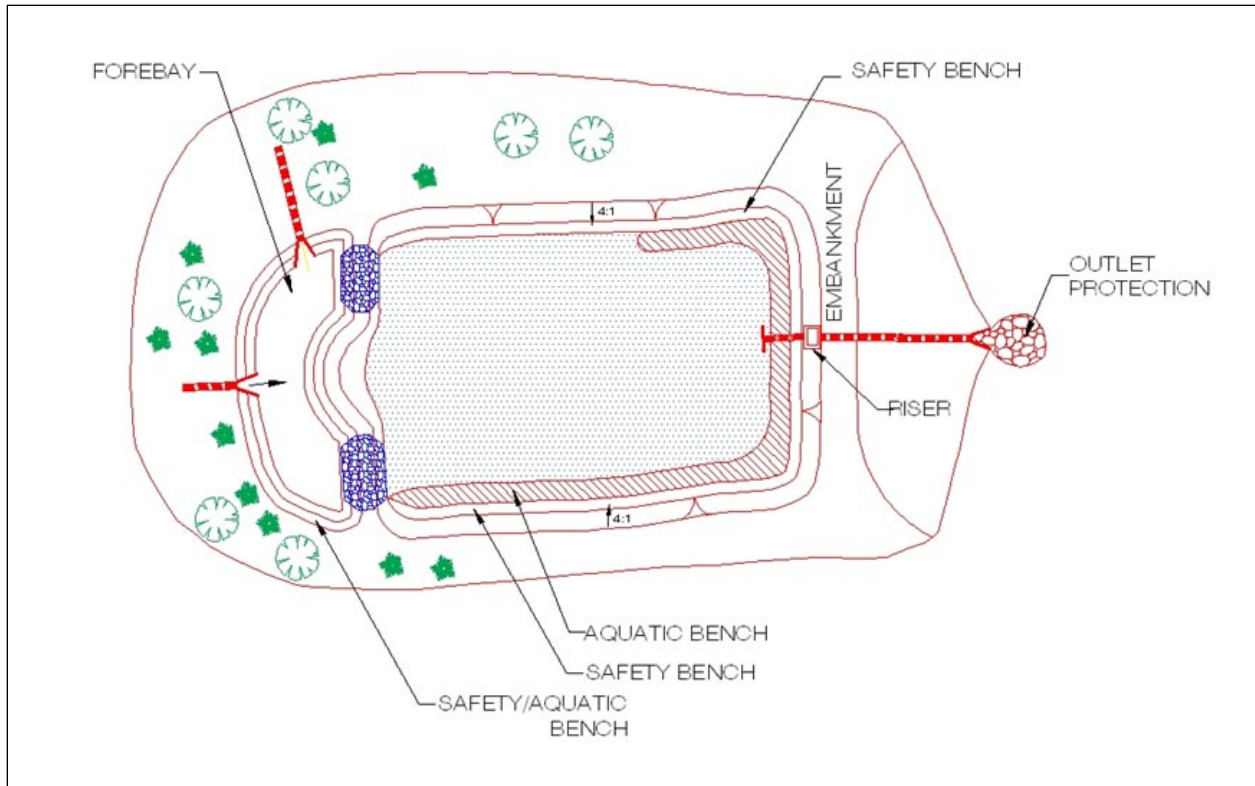 FOREBAY
SAFETY BENCH
4:1
EMBANKMENT
OUTLET
PROTECTION
RISER
4:1
AQUATIC BENCH
SAFETY BENCH
SAFETY/AQUATIC
BENCH